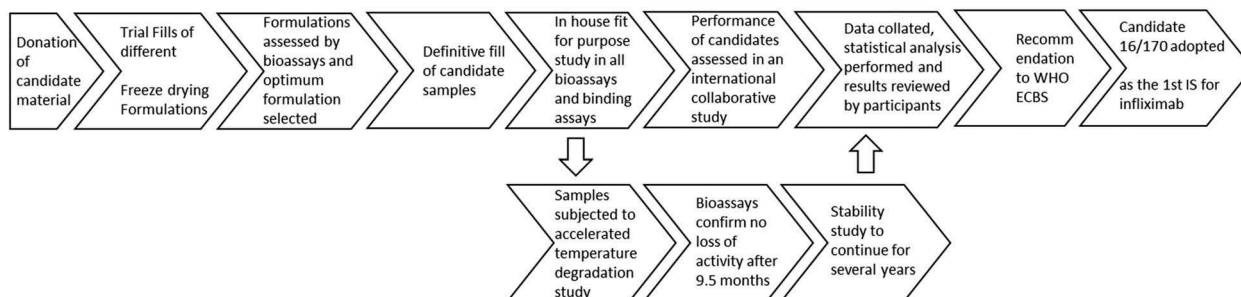 Donation
of
candidate
material
Trial Fills of
different
Freeze drying
Formulations
Formulations
assessed by
bioassays and
optimum
formulation
selected
Definitive fill
of candidate
samples
In house fit
for purpose
study in all
bioassays
and binding
assays
Performance
of candidates
assessed in an
international
collaborative
study
Data collated,
statistical analysis
performed and
results reviewed
by participants
Recomm
endation
to WHO
ECBS
Candidate
16/170 adopted
as the 1st IS for
infliximab
Samples
subjected to
accelerated
temperature
degradation
study
Bioassays
confirm no
loss of
activity after
9.5 months
Stability
study to
continue for
several years